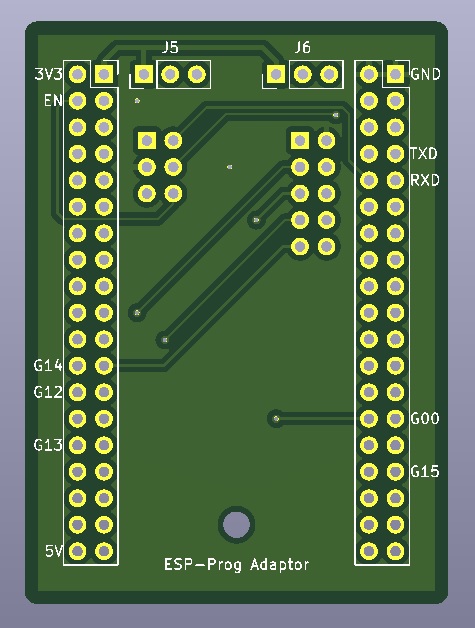 J5 J6
3V3 GND
EN
TXD
RXD
G14
G12
G00
G13
G15
5V
ESP-Prog Adaptor